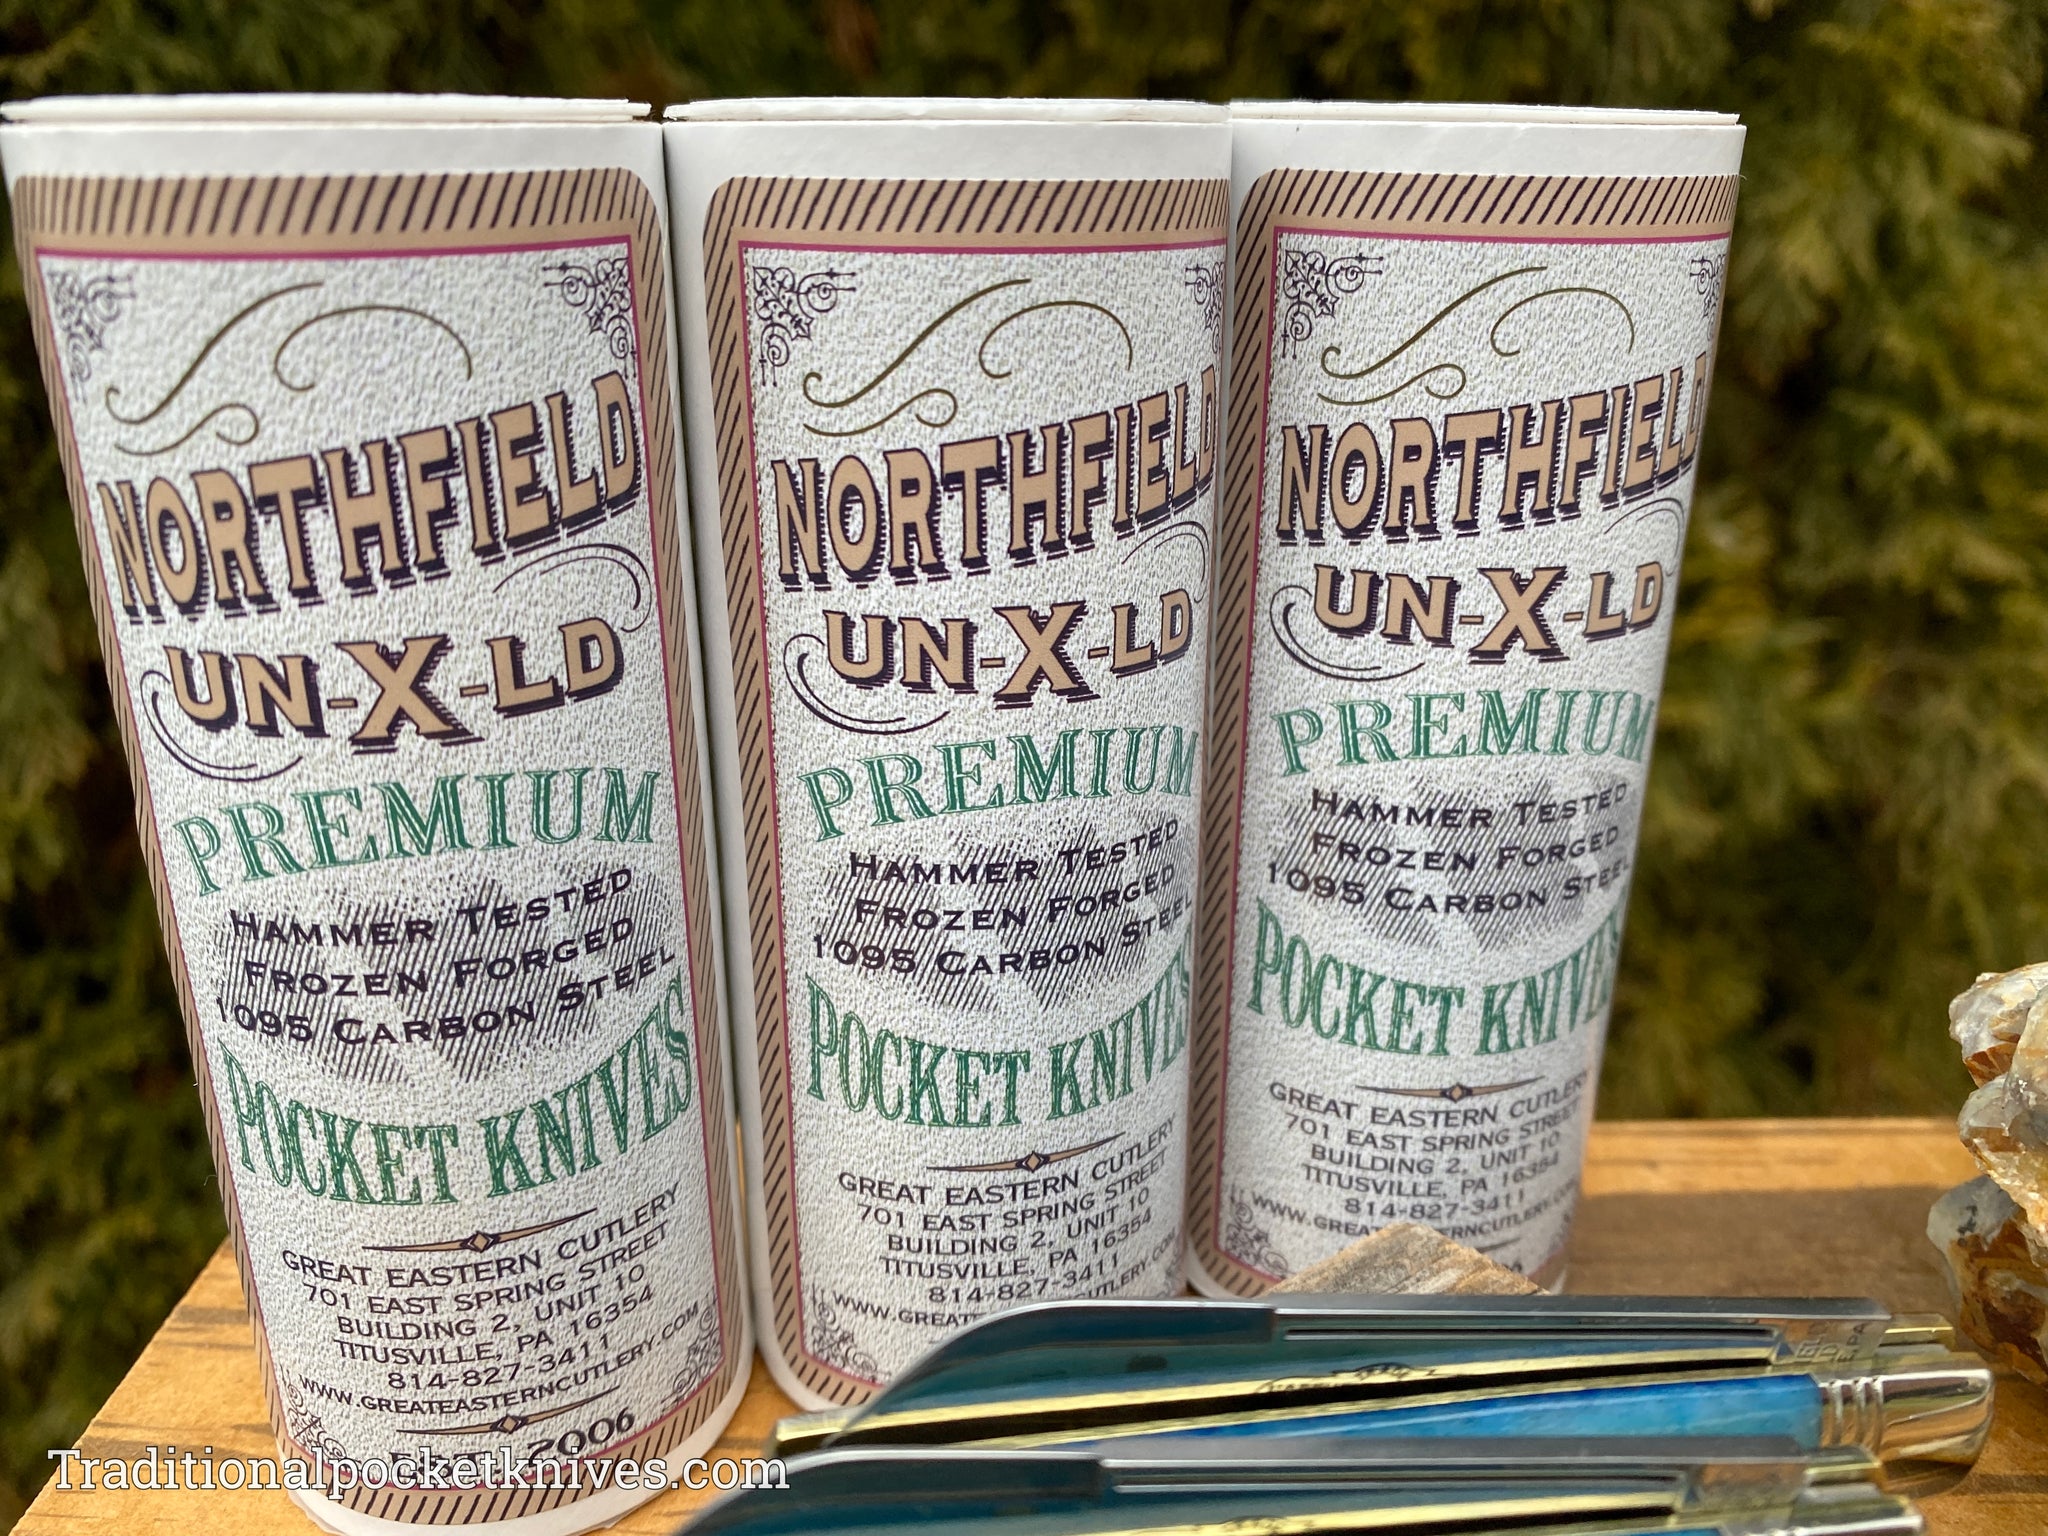 NORTHFIELD
UN-X-LD
PREMIUM
HAMMER TESTED
FROZEN FORGED
1095 CARBON STEEL
POCKET KNIVES
GREAT EASTERN CUTLERY
701 EAST SPRING STREET
BUILDING 2, UNIT 10
TITUSVILLE, PA 16354
814-827-3411
WWW.GREATEASTERNCUTLERY.COM
2006
NORTHFIELD
UN-X-LD
PREMIUM
HAMMER TESTED
FROZEN FORGED
1095 CARBON STEEL
POCKET KNIVES
GREAT EASTERN CUTLERY
701 EAST SPRING STREET
BUILDING 2, UNIT 10
TITUSVILLE, PA 16354
814-827-3411
NORTHFIELD
UN-X-LD
PREMIUM
HAMMER TESTED
FROZEN FORGED
1095 CARBON STEEL
POCKET KNIVES
GREAT EASTERN CUTLERY
701 EAST SPRING STREET
BUILDING 2, UNIT 10
TITUSVILLE, PA 16354
814-827-3411
WWW.GREATEASTERNCUTLERY.CO
Traditionalpocketknives.com